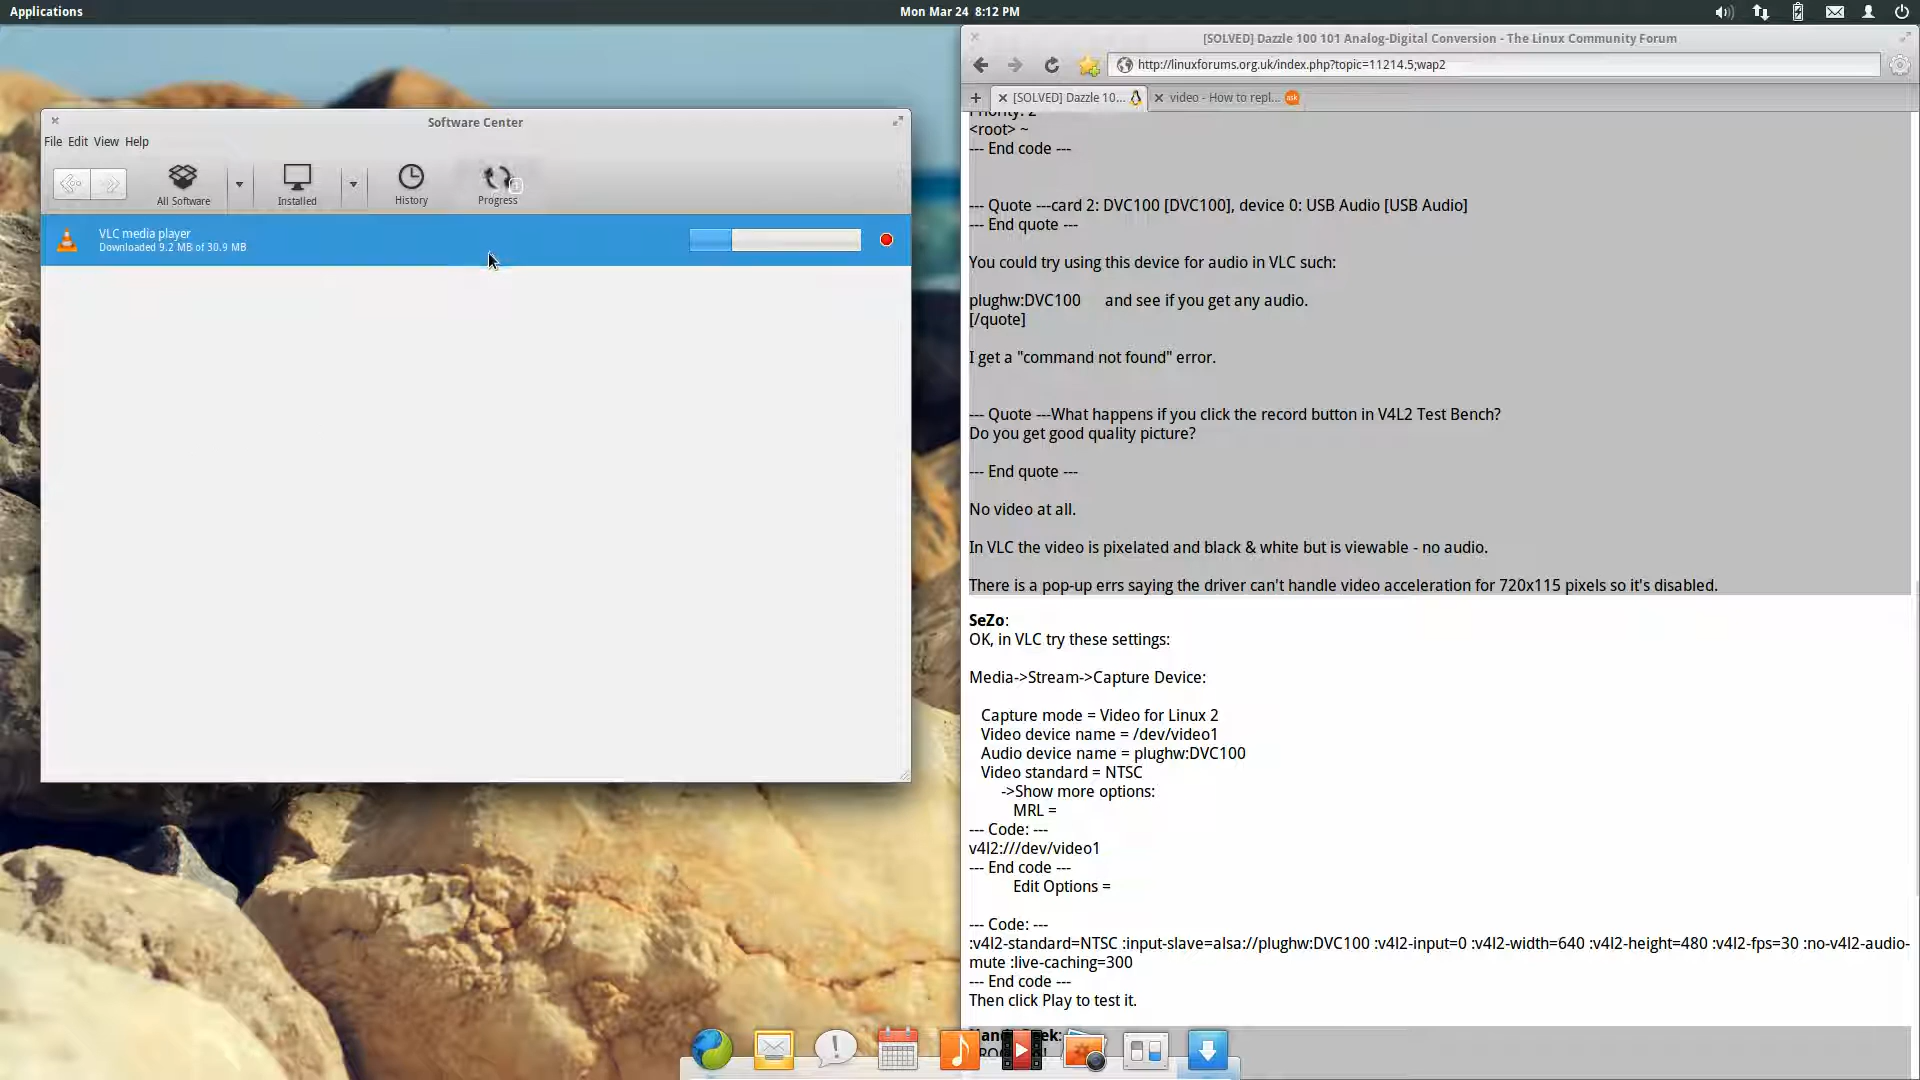 Applications
Mon Mar 24 8:12 PM
Software Center
File Edit View Help
All Software
Installed
History
Progress
1
VLC media player
Downloaded 9.2 MB of 30.9 MB
[SOLVED] Dazzle 100 101 Analog-Digital Conversion - The Linux Community Forum
http://linuxforums.org.uk/index.php?topic=11214.5;wap2
[SOLVED] Dazzle 10...
video - How to repl...
ask
Priority: 2
<root> ~
--- End code ---
--- Quote ---card 2: DVC100 [DVC100], device 0: USB Audio [USB Audio]
--- End quote ---
You could try using this device for audio in VLC such:
plughw:DVC100 and see if you get any audio.
[/quote]
I get a "command not found" error.
--- Quote ---What happens if you click the record button in V4L2 Test Bench?
Do you get good quality picture?
--- End quote ---
No video at all.
In VLC the video is pixelated and black & white but is viewable - no audio.
There is a pop-up errs saying the driver can't handle video acceleration for 720x115 pixels so it's disabled.
SeZo:
OK, in VLC try these settings:
Media->Stream->Capture Device:
Capture mode = Video for Linux 2
Video device name = /dev/video1
Audio device name = plughw:DVC100
Video standard = NTSC
->Show more options:
MRL =
--- Code: ---
v4l2:///dev/video1
--- End code ---
Edit Options =
--- Code: ---
:v4l2-standard=NTSC :input-slave=alsa://plughw:DVC100 :v4l2-input=0 :v4l2-width=640 :v4l2-height=480 :v4l2-fps=30 :no-v4l2-audio-
mute :live-caching=300
--- End code ---
Then click Play to test it.